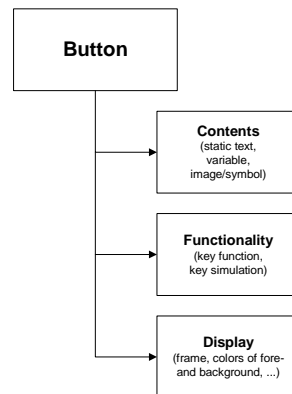 Button
Contents
(static text,
variable,
image/symbol)
Functionality
(key function,
key simulation)
Display
(frame, colors of fore-
and background, ...)